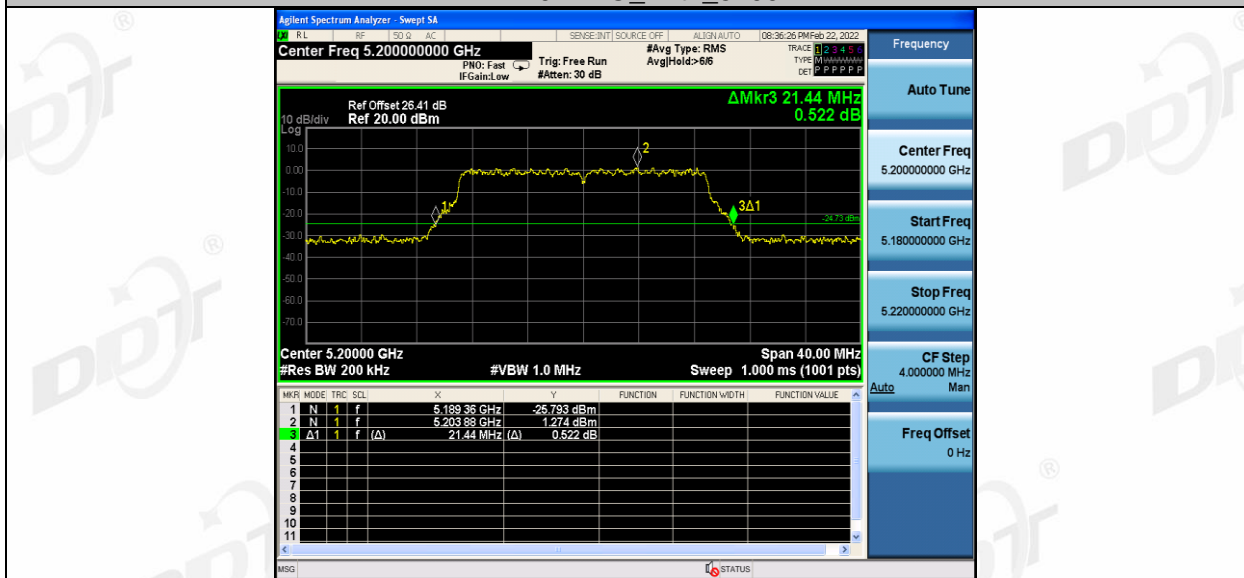 Agilent Spectrum Analyzer - Swept SA
RL RF 50 Ω AC SENSE:INT SOURCE OFF ALIGN AUTO 08:36:26 PM Feb 22, 2022
Center Freq 5.200000000 GHz
PNO: Fast
IFGain:Low
Trig: Free Run
#Atten: 30 dB
#Avg Type: RMS
Avg|Hold:>6/6
TRACE 1 2 3 4 5 6
TYPE M
DET P P P P P P
Frequency
ΔMkr3 21.44 MHz
0.522 dB
Ref Offset 26.41 dB
10 dB/div Ref 20.00 dBm
Log
10.0
0.00
-10.0
-20.0
-30.0
-40.0
-50.0
-60.0
-70.0
1
2
3Δ1
-24.73 dBm
Center 5.20000 GHz Span 40.00 MHz
#Res BW 200 kHz #VBW 1.0 MHz Sweep 1.000 ms (1001 pts)
MKR MODE TRC SCL X Y FUNCTION FUNCTION WIDTH FUNCTION VALUE
1 N 1 f 5.189 36 GHz -25.793 dBm
2 N 1 f 5.203 88 GHz 1.274 dBm
3 Δ1 1 f (Δ) 21.44 MHz (Δ) 0.522 dB
4
5
6
7
8
9
10
11
MSG STATUS
Auto Tune
Center Freq
5.200000000 GHz
Start Freq
5.180000000 GHz
Stop Freq
5.220000000 GHz
CF Step
4.000000 MHz
Auto Man
Freq Offset
0 Hz
DDT
®